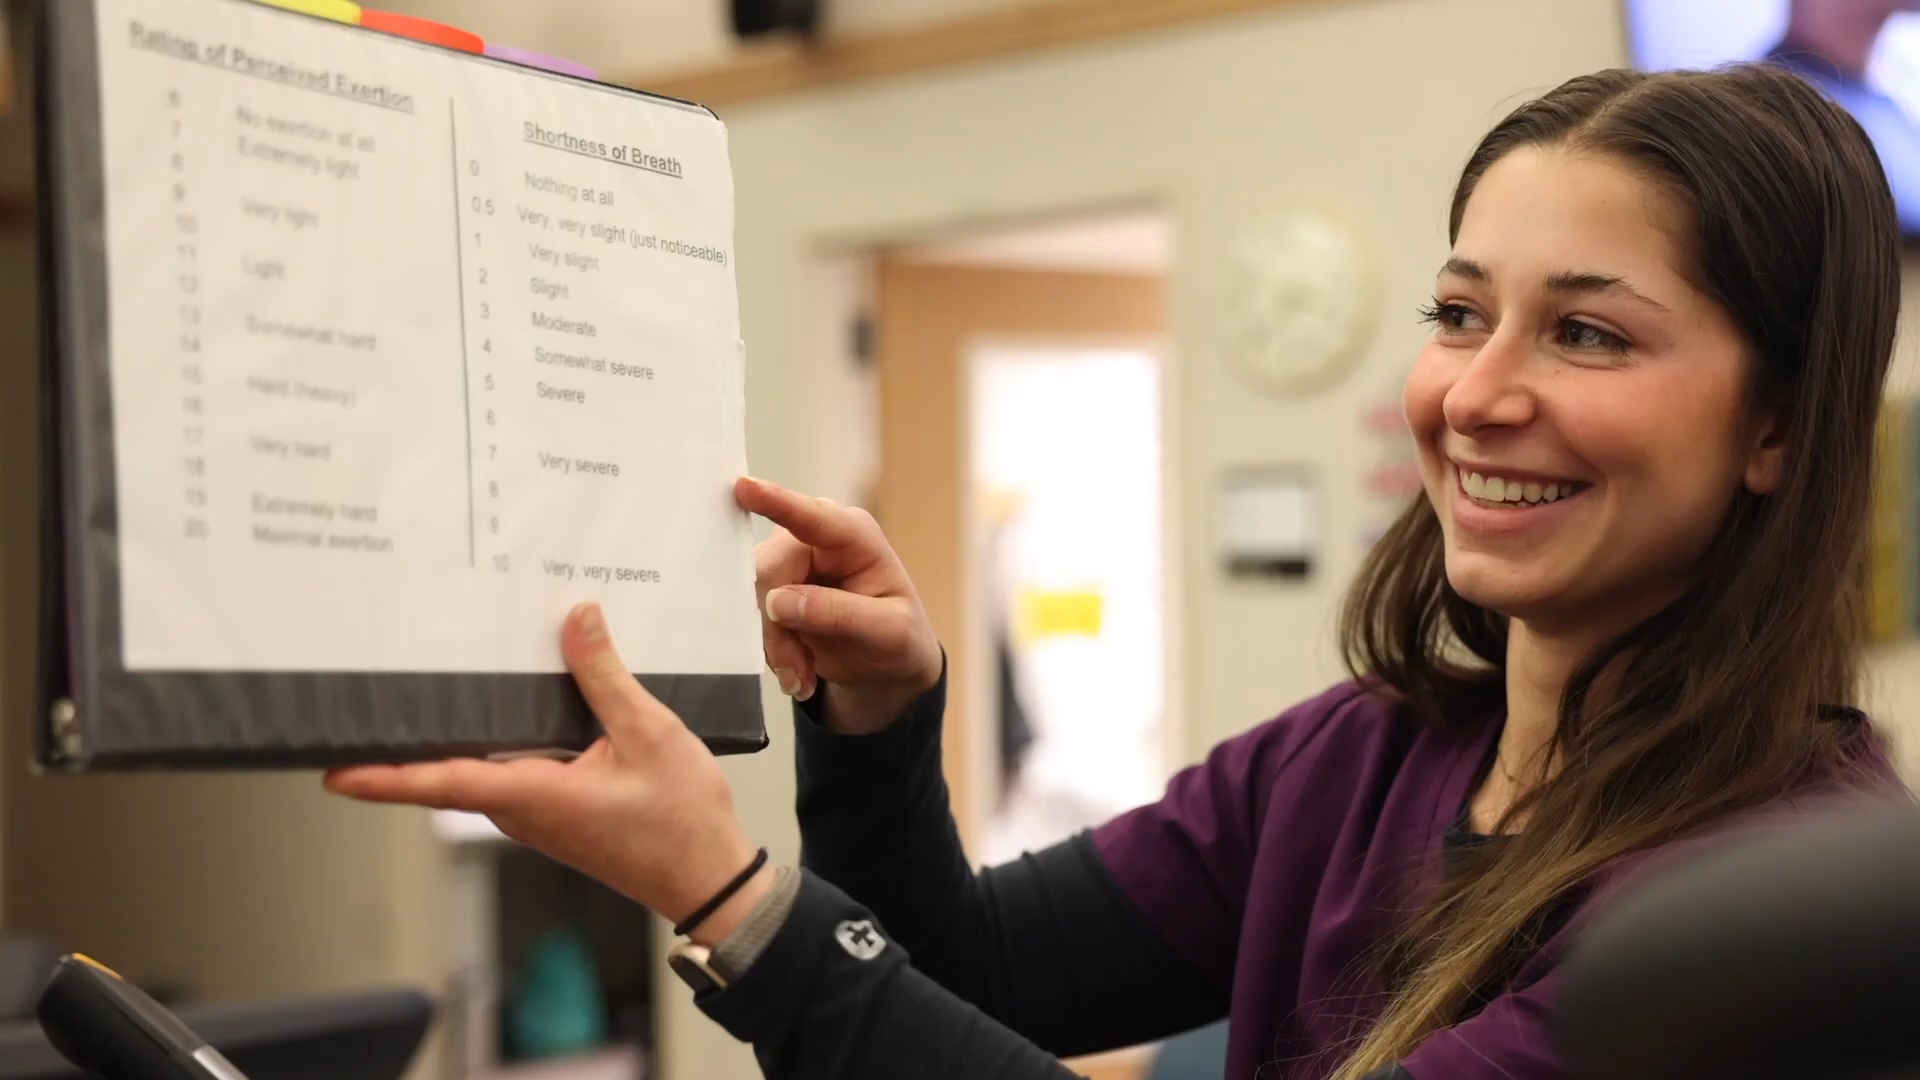 Rating of Perceived Exertion
6
No exertion at all
7
Extremely light
8
9
Very light
10
11
Light
12
13
Somewhat hard
14
15
Hard (heavy)
16
17
Very hard
18
19
Extremely hard
20
Maximal exertion
Shortness of Breath
0 Nothing at all
0.5 Very, very slight (just noticeable)
1 Very slight
2 Slight
3 Moderate
4 Somewhat severe
5 Severe
6
7 Very severe
8
9
10 Very, very severe